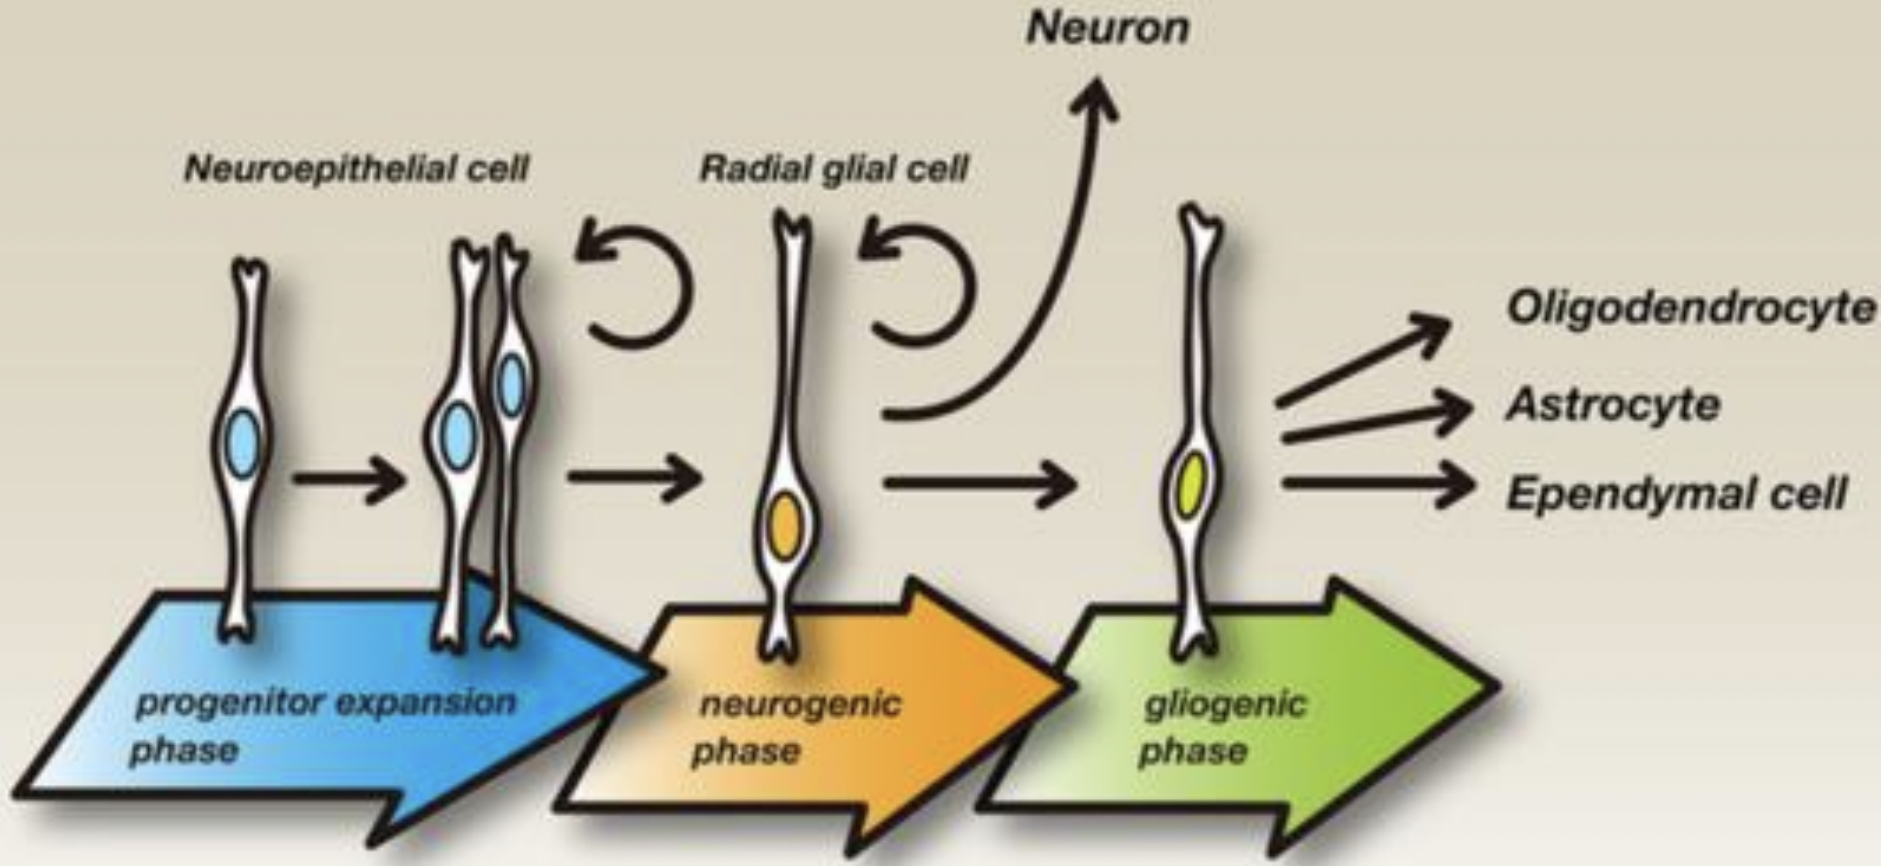 Neuron
Neuroepithelial cell
Radial glial cell
Oligodendrocyte
Astrocyte
Ependymal cell
progenitor expansion
phase
neurogenic
phase
gliogenic
phase